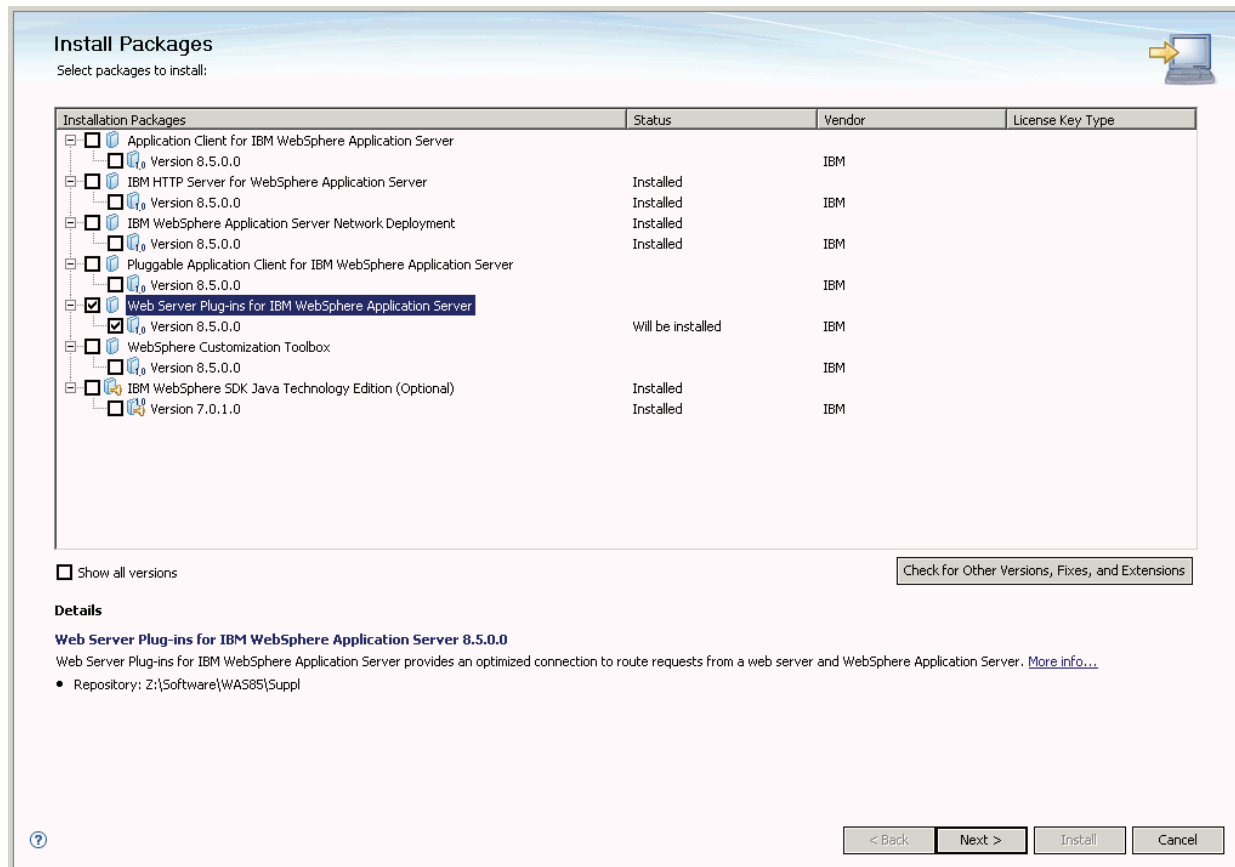 Install Packages
Select packages to install:
Installation Packages Status Vendor License Key Type
Application Client for IBM WebSphere Application Server
Version 8.5.0.0 IBM
IBM HTTP Server for WebSphere Application Server Installed
Version 8.5.0.0 Installed IBM
IBM WebSphere Application Server Network Deployment Installed
Version 8.5.0.0 Installed IBM
Pluggable Application Client for IBM WebSphere Application Server
Version 8.5.0.0 IBM
Web Server Plug-ins for IBM WebSphere Application Server
Version 8.5.0.0 Will be installed IBM
WebSphere Customization Toolbox
Version 8.5.0.0 IBM
IBM WebSphere SDK Java Technology Edition (Optional) Installed
Version 7.0.1.0 Installed IBM
Show all versions Check for Other Versions, Fixes, and Extensions
Details
Web Server Plug-ins for IBM WebSphere Application Server 8.5.0.0
Web Server Plug-ins for IBM WebSphere Application Server provides an optimized connection to route requests from a web server and WebSphere Application Server. More info...
• Repository: Z:\Software\WAS85\Suppl
? < Back Next > Install Cancel